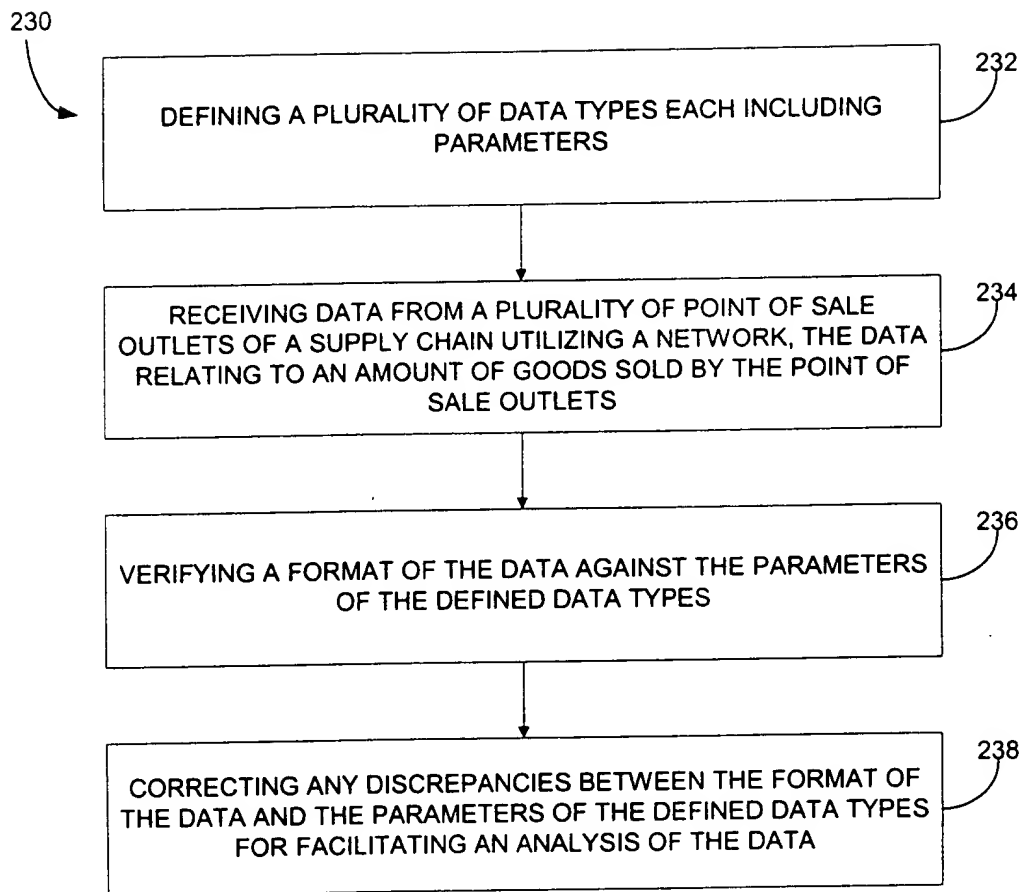 230
232
DEFINING A PLURALITY OF DATA TYPES EACH INCLUDING
PARAMETERS
234
RECEIVING DATA FROM A PLURALITY OF POINT OF SALE
OUTLETS OF A SUPPLY CHAIN UTILIZING A NETWORK, THE DATA
RELATING TO AN AMOUNT OF GOODS SOLD BY THE POINT OF
SALE OUTLETS
236
VERIFYING A FORMAT OF THE DATA AGAINST THE PARAMETERS
OF THE DEFINED DATA TYPES
238
CORRECTING ANY DISCREPANCIES BETWEEN THE FORMAT OF
THE DATA AND THE PARAMETERS OF THE DEFINED DATA TYPES
FOR FACILITATING AN ANALYSIS OF THE DATA